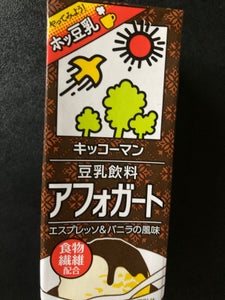 やってみよう!
ホッ豆乳
キッコーマン
豆乳飲料
アフォガート
エスプレッソ&バニラの風味
食物
繊維
配合